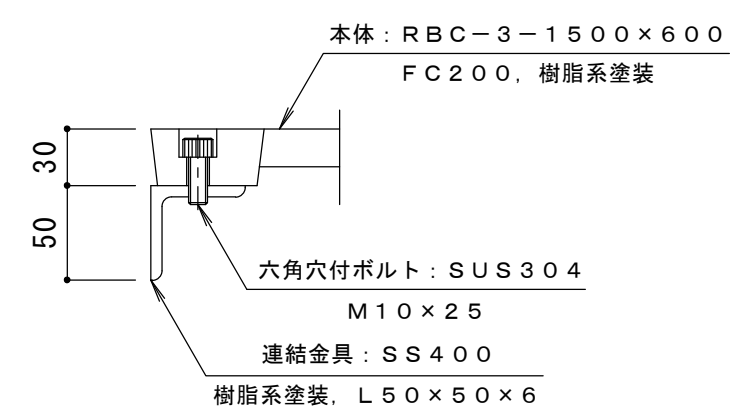 本体：ＲＢＣ－３－１５００×６００
ＦＣ２００，樹脂系塗装
30
50
六角穴付ボルト：ＳＵＳ３０４
Ｍ１０×２５
連結金具：ＳＳ４００
樹脂系塗装，Ｌ５０×５０×６